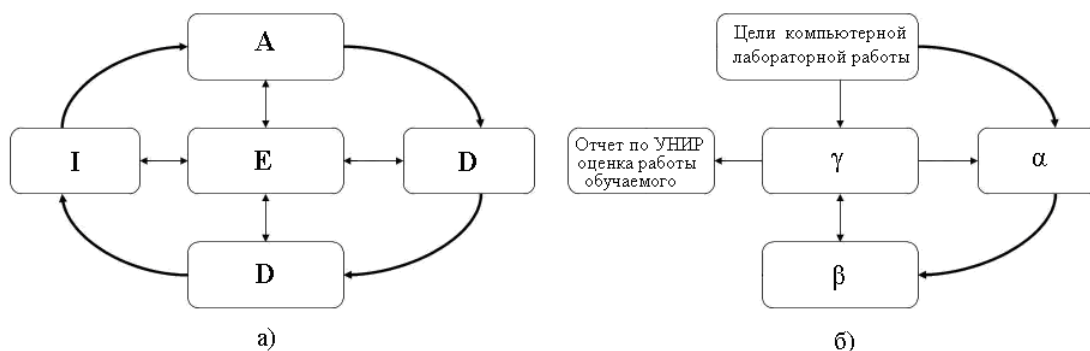 A
I
E
D
D
а)
Цели компьютерной
лабораторной работы
Отчет по УНИР
оценка работы
обучаемого
γ
α
β
б)